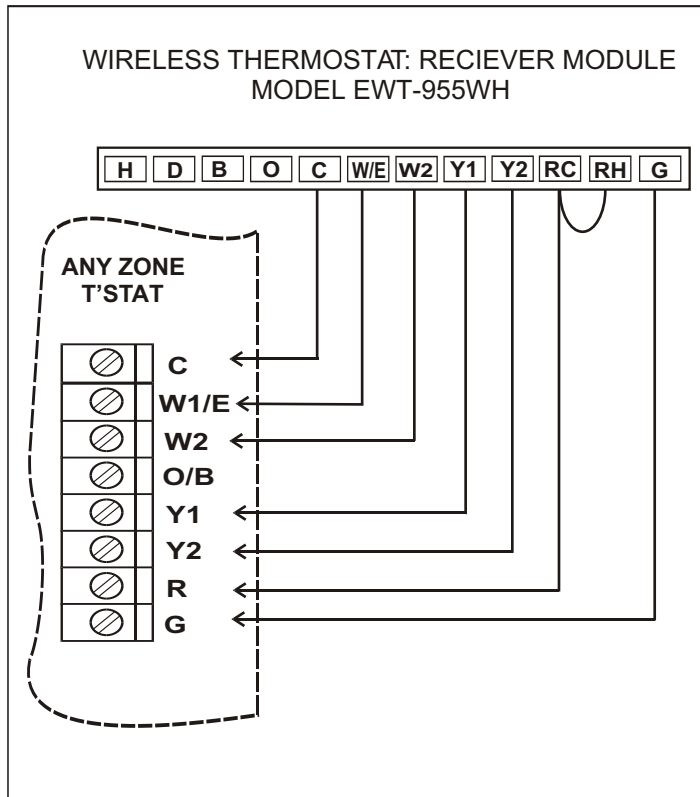 WIRELESS THERMOSTAT: RECIEVER MODULE
MODEL EWT-955WH
H D B O C W/E W2 Y1 Y2 RC RH G
ANY ZONE
T'STAT
C
W1/E
W2
O/B
Y1
Y2
R
G